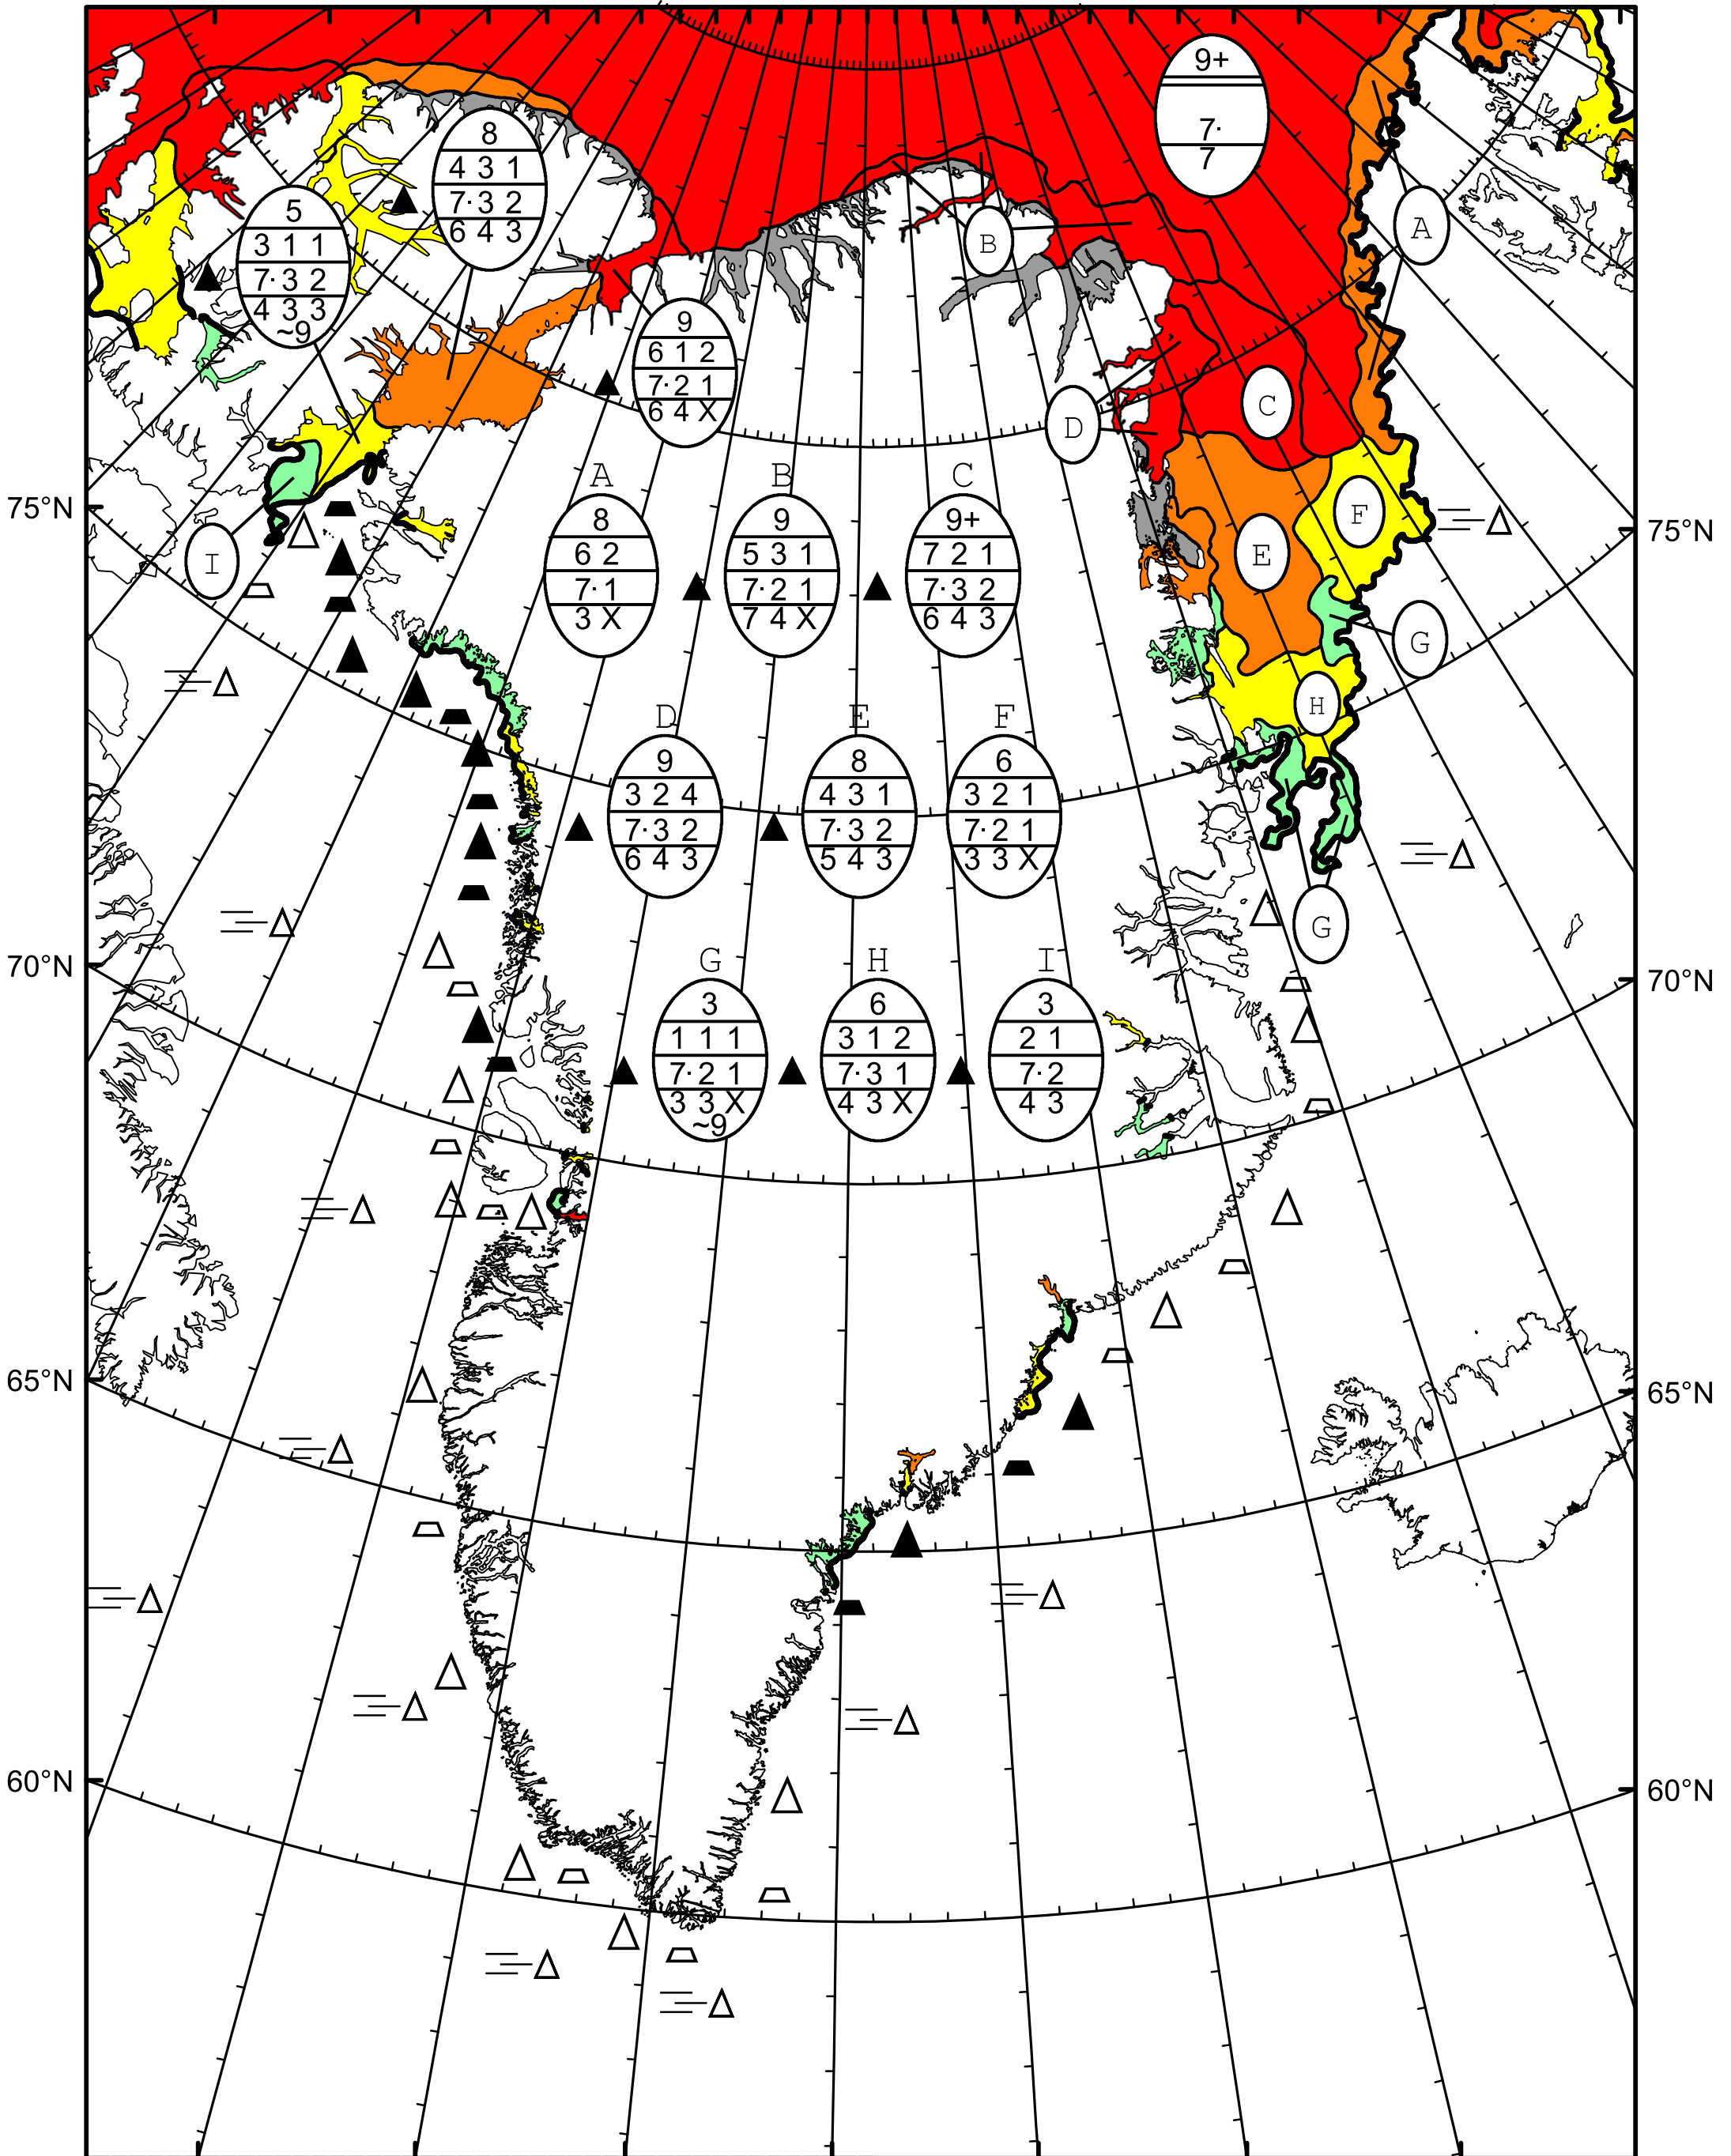 9+
7·
7
8
4 3 1
7· 3 2
6 4 3
A
5
3 1 1
7· 3 2
4 3 3
~9
B
9
6 1 2
7· 2 1
6 4 X
C
D
75°N
75°N
I
A
8
6 2
7· 1
3 X
B
9
5 3 1
7· 2 1
7 4 X
C
9+
7 2 1
7· 3 2
6 4 3
F
E
G
H
D
9
3 2 4
7· 3 2
6 4 3
E
8
4 3 1
7· 3 2
5 4 3
F
6
3 2 1
7· 2 1
3 3 X
G
70°N
70°N
G
3
1 1 1
7· 2 1
3 3 X
~9
H
6
3 1 2
7· 3 1
4 3 X
I
3
2 1
7· 2
4 3
65°N
65°N
60°N
60°N